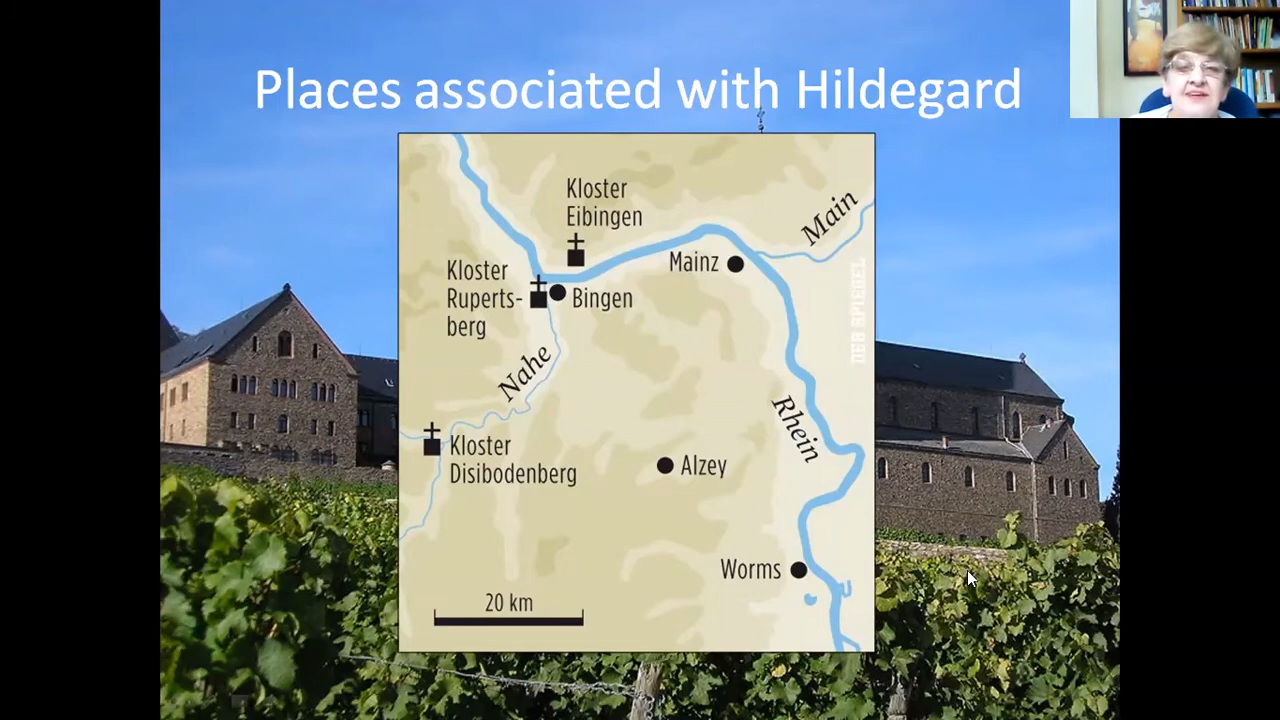 Places associated with Hildegard
Kloster
Eibingen
Main
Mainz
Kloster
Ruperts-
berg
Bingen
DER SPIEGEL
Nahe
Rhein
Kloster
Disibodenberg
Alzey
Worms
20 km